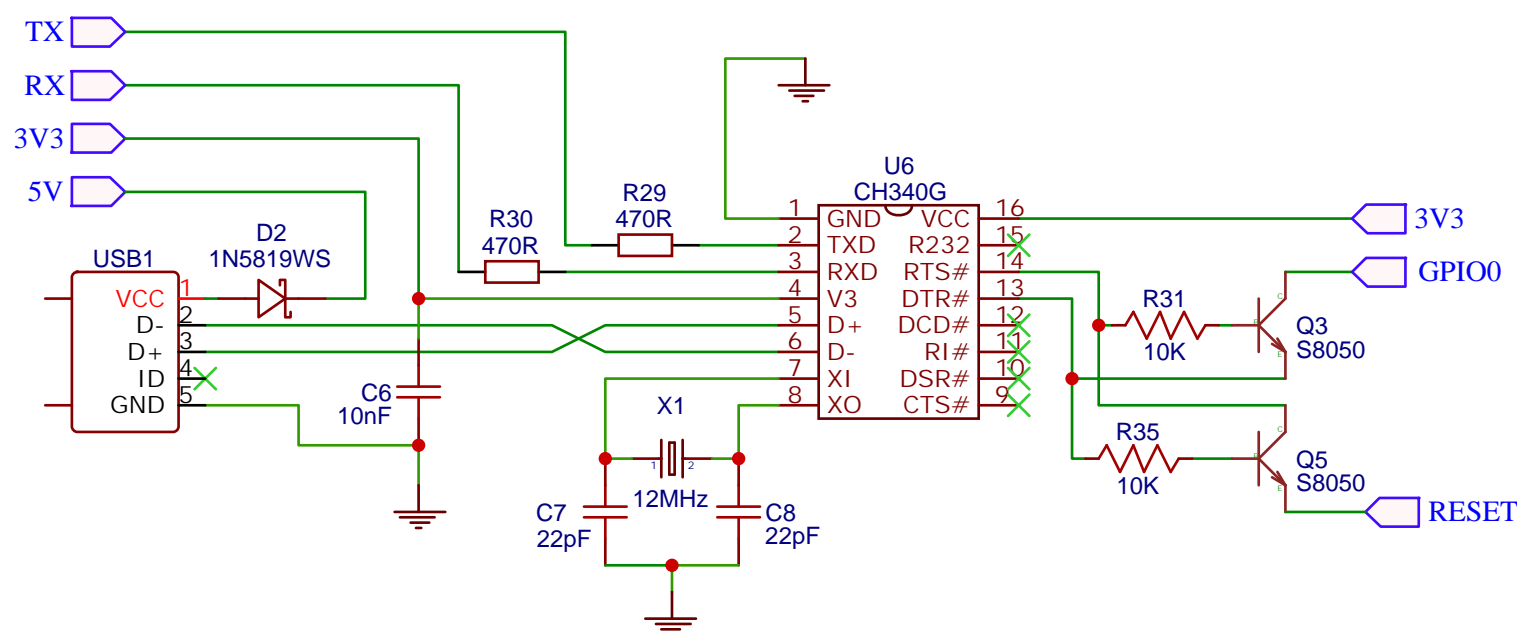 TX
RX
3V3
5V
USB1
VCC 1
D- 2
D+ 3
ID 4
GND 5
D2
1N5819WS
C6
10nF
R30
470R
R29
470R
U6
CH340G
1 GND VCC 16
2 TXD R232 15
3 RXD RTS# 14
4 V3 DTR# 13
5 D+ DCD# 12
6 D- RI# 11
7 XI DSR# 10
8 XO CTS# 9
X1
1 2
12MHz
C7
22pF
C8
22pF
3V3
GPIO0
R31
10K
C
B
E
Q3
S8050
R35
10K
C
B
E
Q5
S8050
RESET